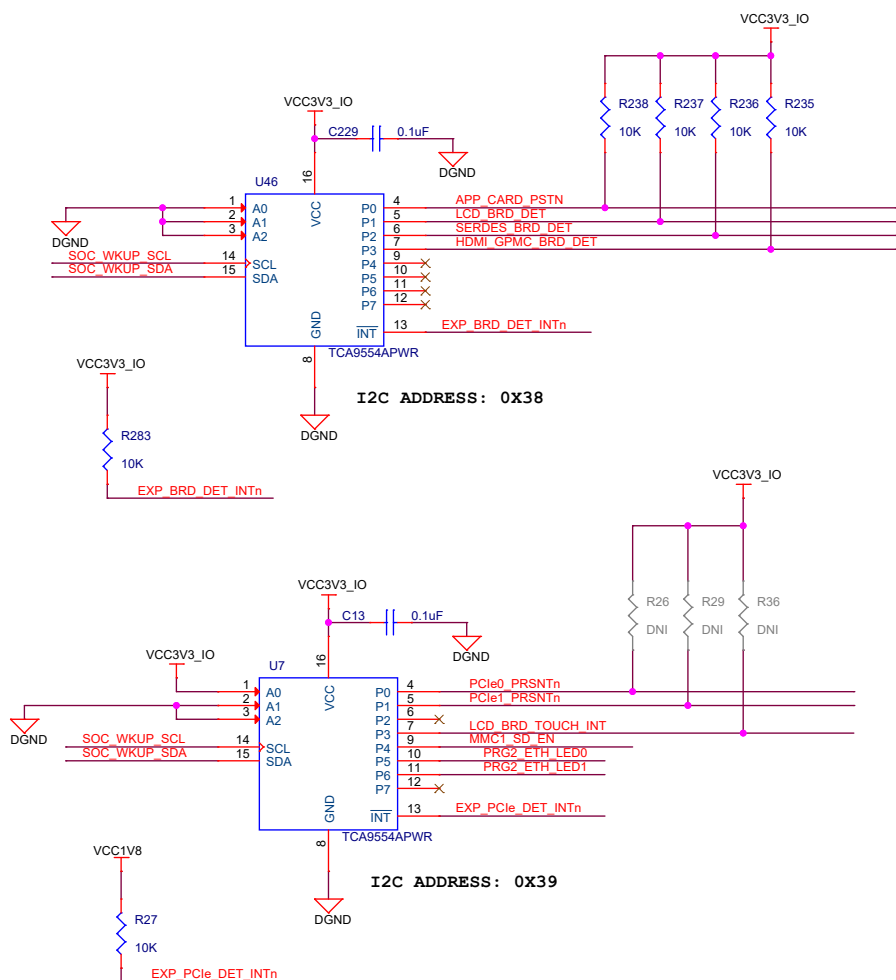 VCC3V3_IO
R238 R237 R236 R235
10K 10K 10K 10K
VCC3V3_IO
C229 0.1uF
DGND
U46
16
VCC
1 A0 P0 4 APP_CARD_PSTN
2 A1 P1 5 LCD_BRD_DET
3 A2 P2 6 SERDES_BRD_DET
DGND
P3 7 HDMI_GPMC_BRD_DET
SOC_WKUP_SCL 14 SCL P4 9
SOC_WKUP_SDA 15 SDA P5 10
P6 11
P7 12
GND
INT 13 EXP_BRD_DET_INTn
8
TCA9554APWR
DGND
I2C ADDRESS: 0X38
VCC3V3_IO
R283
10K
EXP_BRD_DET_INTn
VCC3V3_IO
R26 R29 R36
DNI DNI DNI
VCC3V3_IO
C13 0.1uF
DGND
VCC3V3_IO
U7
16
VCC
1 A0 P0 4 PCIe0_PRSNTn
2 A1 P1 5 PCIe1_PRSNTn
3 A2 P2 6
DGND
P3 7 LCD_BRD_TOUCH_INT
SOC_WKUP_SCL 14 SCL P4 9 MMC1_SD_EN
SOC_WKUP_SDA 15 SDA P5 10 PRG2_ETH_LED0
P6 11 PRG2_ETH_LED1
P7 12
GND
INT 13 EXP_PCIe_DET_INTn
8
TCA9554APWR
DGND
I2C ADDRESS: 0X39
VCC1V8
R27
10K
EXP_PCIe_DET_INTn